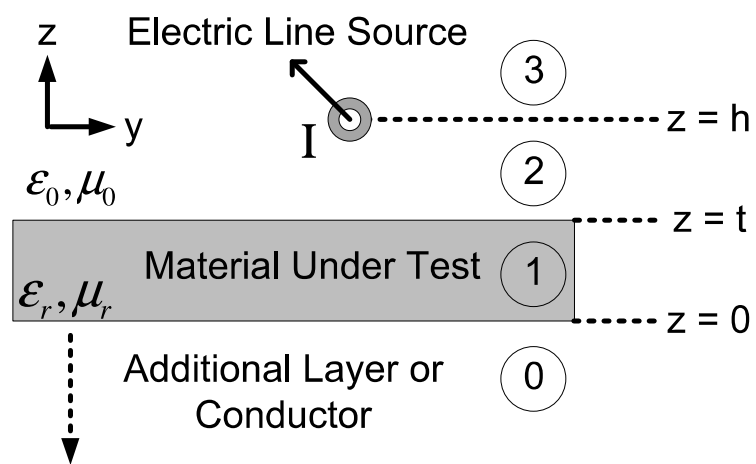 z
Electric Line Source
3
y
I
z = h
ε₀,μ₀
2
z = t
Material Under Test
1
εᵣ,μᵣ
z = 0
Additional Layer or
Conductor
0